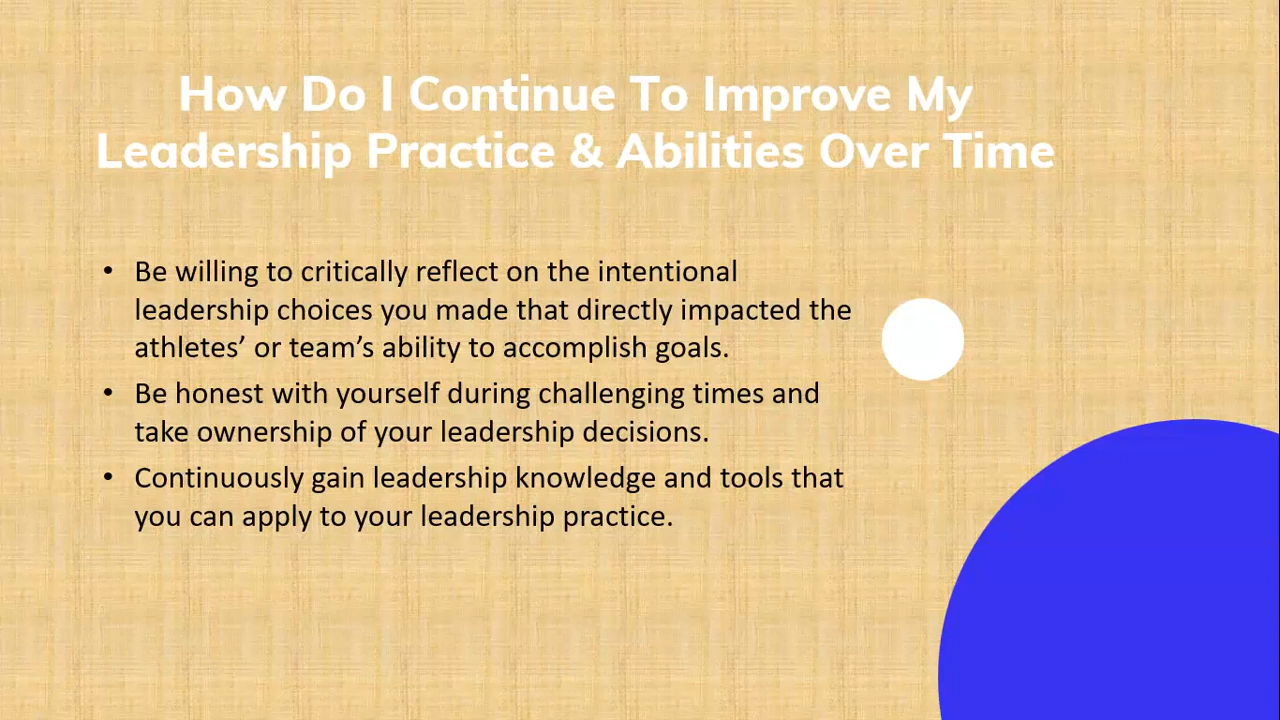 How Do I Continue To Improve My
Leadership Practice & Abilities Over Time
• Be willing to critically reflect on the intentional
leadership choices you made that directly impacted the
athletes’ or team’s ability to accomplish goals.
• Be honest with yourself during challenging times and
take ownership of your leadership decisions.
• Continuously gain leadership knowledge and tools that
you can apply to your leadership practice.